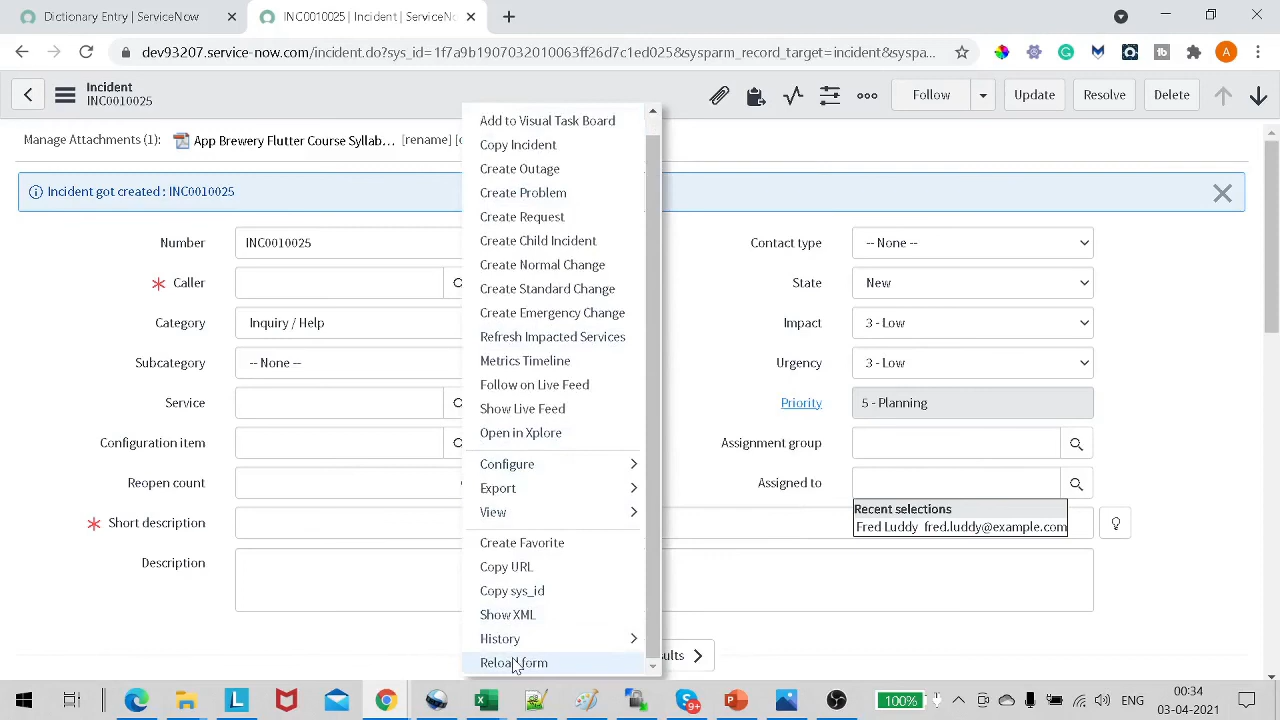 Dictionary Entry | ServiceNow
INC0010025 | Incident | ServiceNo
dev93207.service-now.com/incident.do?sys_id=1f7a9b1907033010063ff26d7c1ed025&sysparm_record_target=incident&syspa...
A
Incident
INC0010025
Follow
Update
Resolve
Delete
Manage Attachments (1):
App Brewery Flutter Course Syllab...
[rename]
Incident got created : INC0010025
Add to Visual Task Board
Copy Incident
Create Outage
Create Problem
Create Request
Create Child Incident
Create Normal Change
Create Standard Change
Create Emergency Change
Refresh Impacted Services
Metrics Timeline
Follow on Live Feed
Show Live Feed
Open in Xplore
Configure
Export
View
Create Favorite
Copy URL
Copy sys_id
Show XML
History
Reload form
Number
INC0010025
Caller
Category
Inquiry / Help
Subcategory
-- None --
Service
Configuration item
Reopen count
Short description
Description
Contact type
-- None --
State
New
Impact
3 - Low
Urgency
3 - Low
Priority
5 - Planning
Assignment group
Assigned to
Recent selections
Fred Luddy fred.luddy@example.com
100%
ENG
00:34
03-04-2021